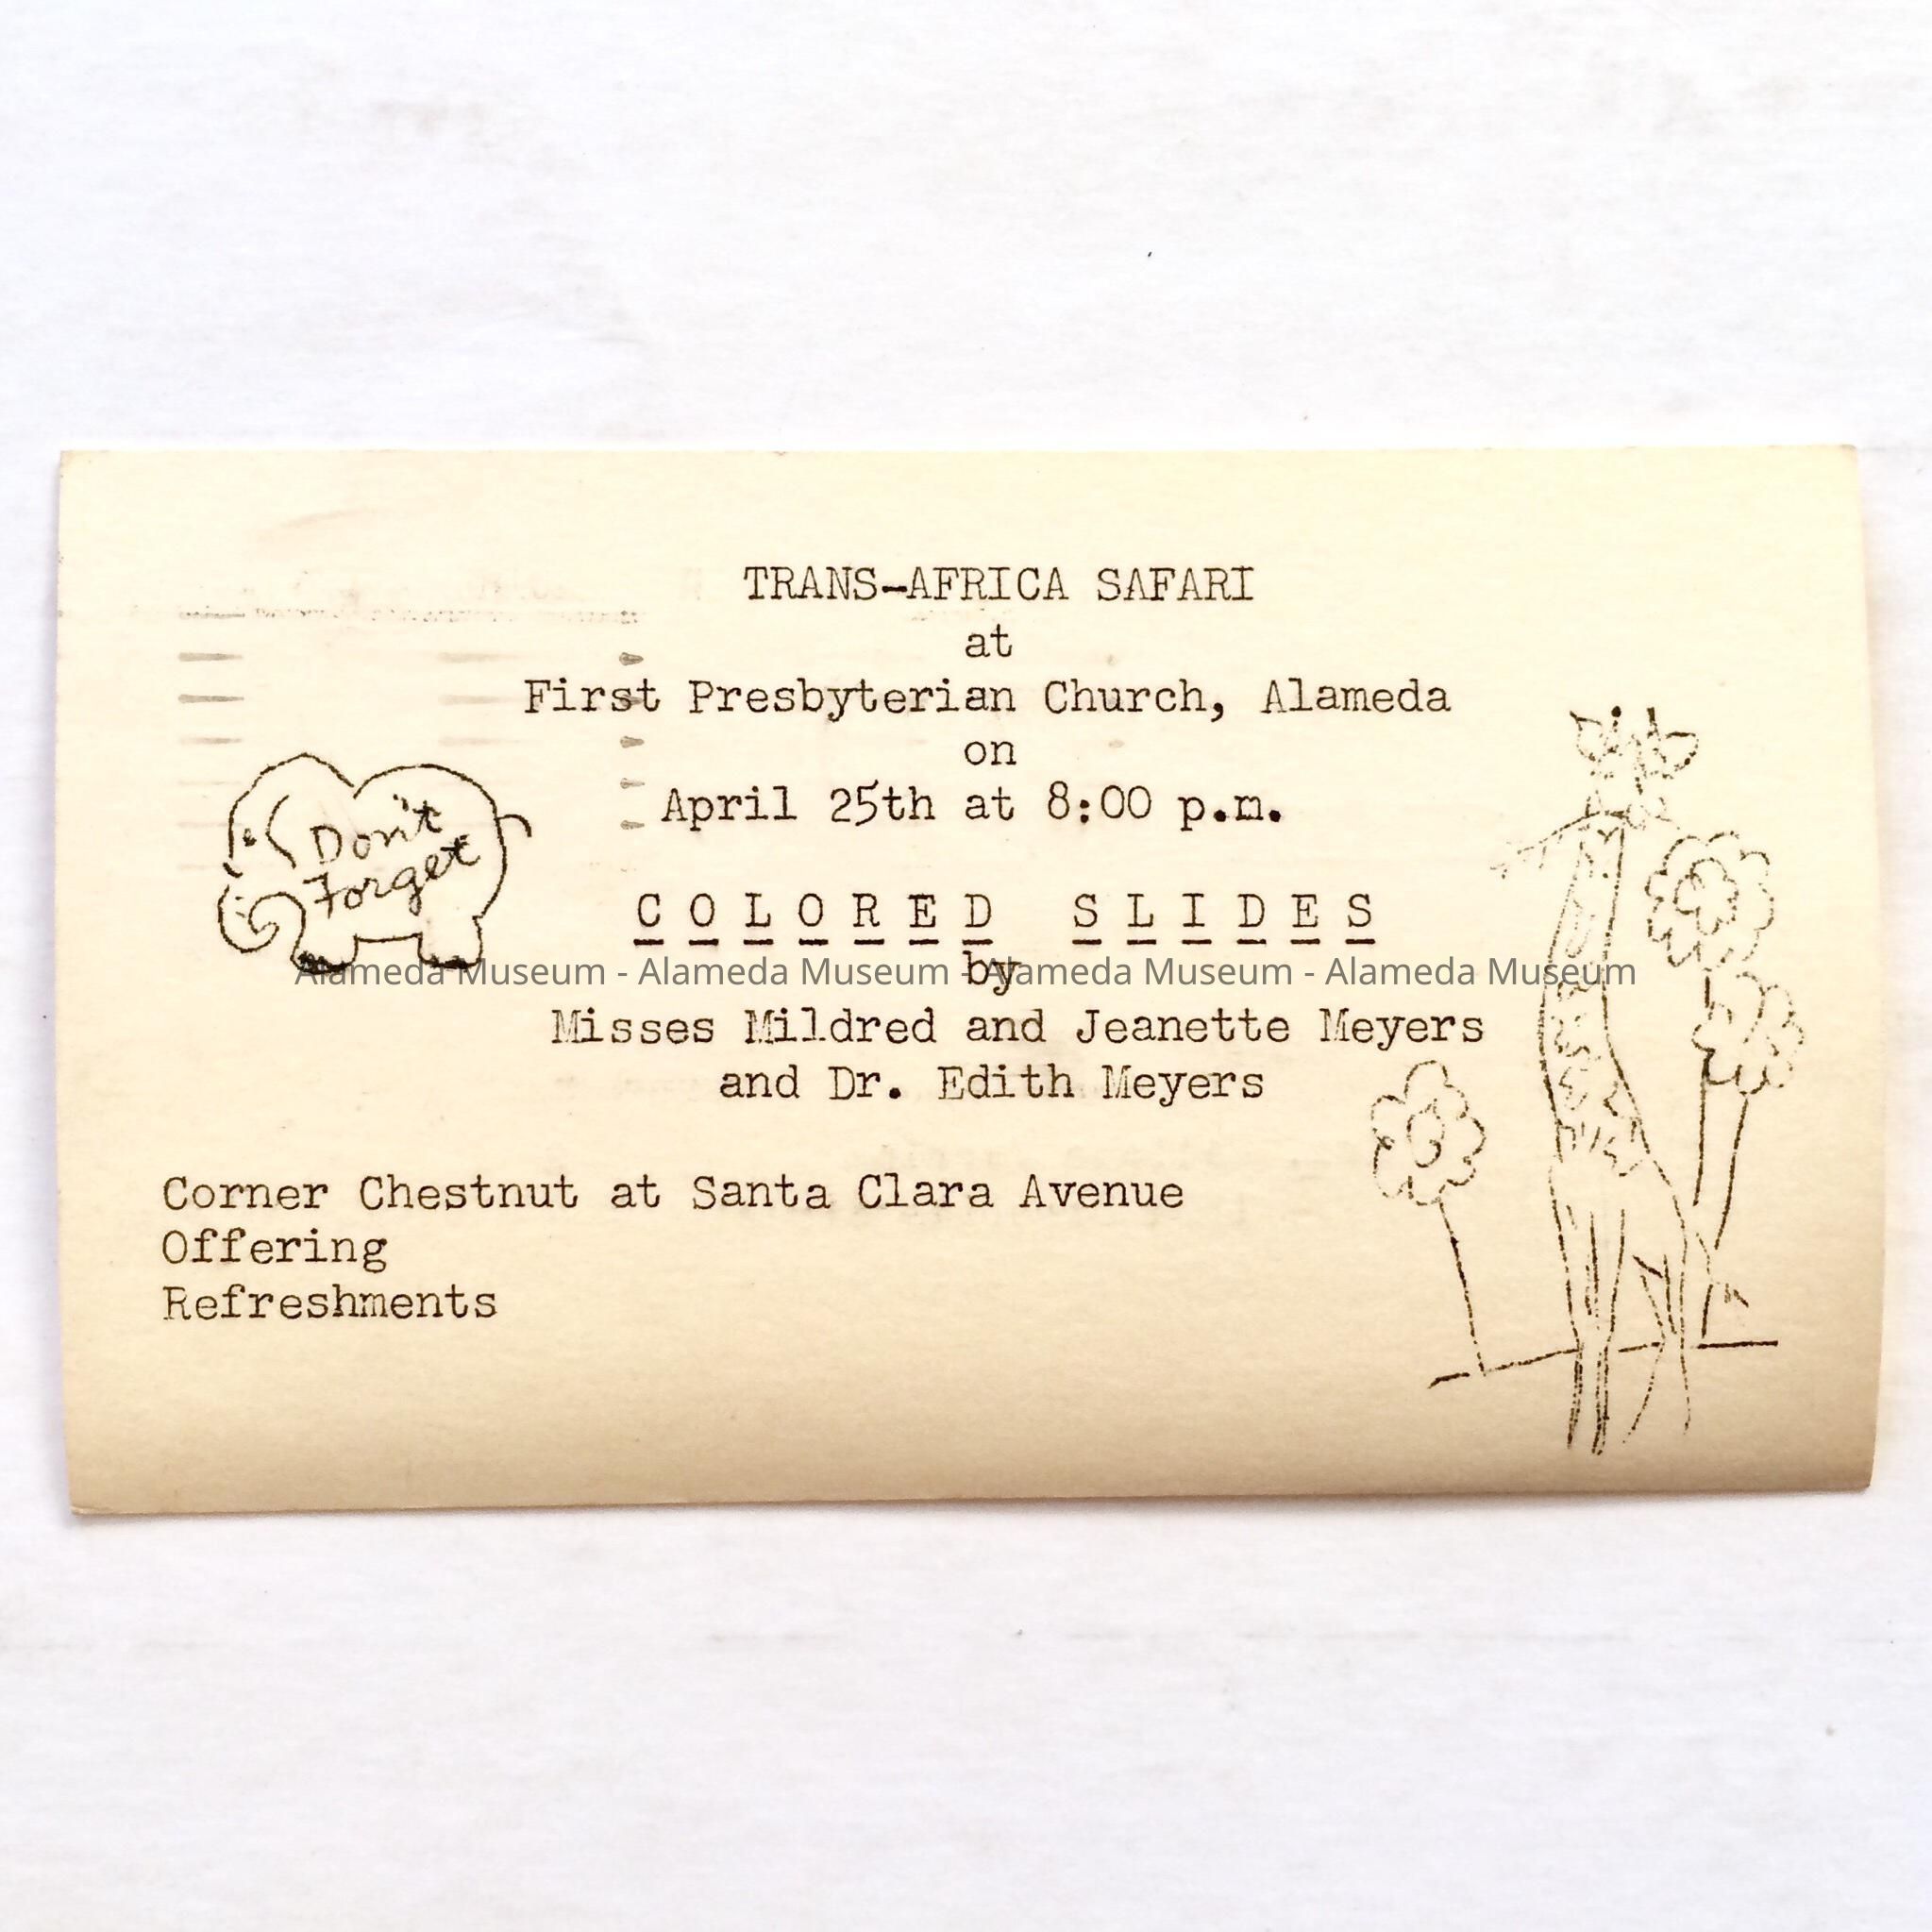 TRANS-AFRICA SAFARI
at
First Presbyterian Church, Alameda
on
April 25th at 8:00 p.m.
Don't
Forget
COLORED SLIDES
by
Alameda Museum - Alameda Museum - Alameda Museum - Alameda Museum
Misses Mildred and Jeanette Meyers
and Dr. Edith Meyers
Corner Chestnut at Santa Clara Avenue
Offering
Refreshments